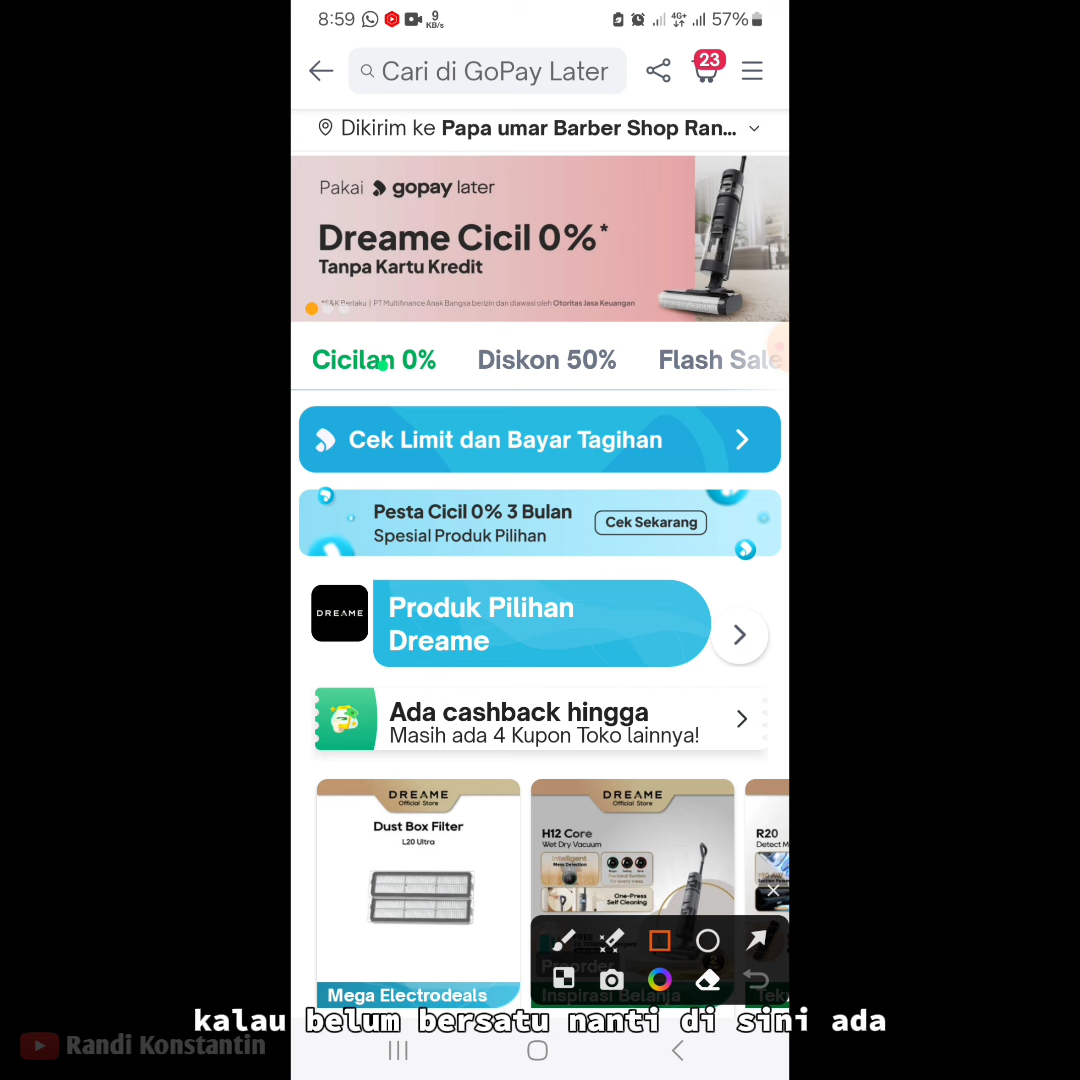 8:59 9 KB/s 4G+ 57%
Cari di GoPay Later 23
Dikirim ke Papa umar Barber Shop Ran...
Pakai gopay later
Dreame Cicil 0%*
Tanpa Kartu Kredit
*S&K Berlaku | PT Multifinance Anak Bangsa berizin dan diawasi oleh Otoritas Jasa Keuangan
Cicilan 0% Diskon 50% Flash Sale
Cek Limit dan Bayar Tagihan
Pesta Cicil 0% 3 Bulan
Spesial Produk Pilihan
Cek Sekarang
DREAME
Produk Pilihan
Dreame
Ada cashback hingga
Masih ada 4 Kupon Toko lainnya!
DREAME
Official Store
Dust Box Filter
L20 Ultra
Mega Electrodeals
DREAME
Official Store
H12 Core
Wet Dry Vacuum
Intelligent
Mess Detection
One-Press
Self Cleaning
Preorder
Inspirasi Belanja
R20
Detect M
Tek
kalau belum bersatu nanti di sini ada
Randi Konstantin